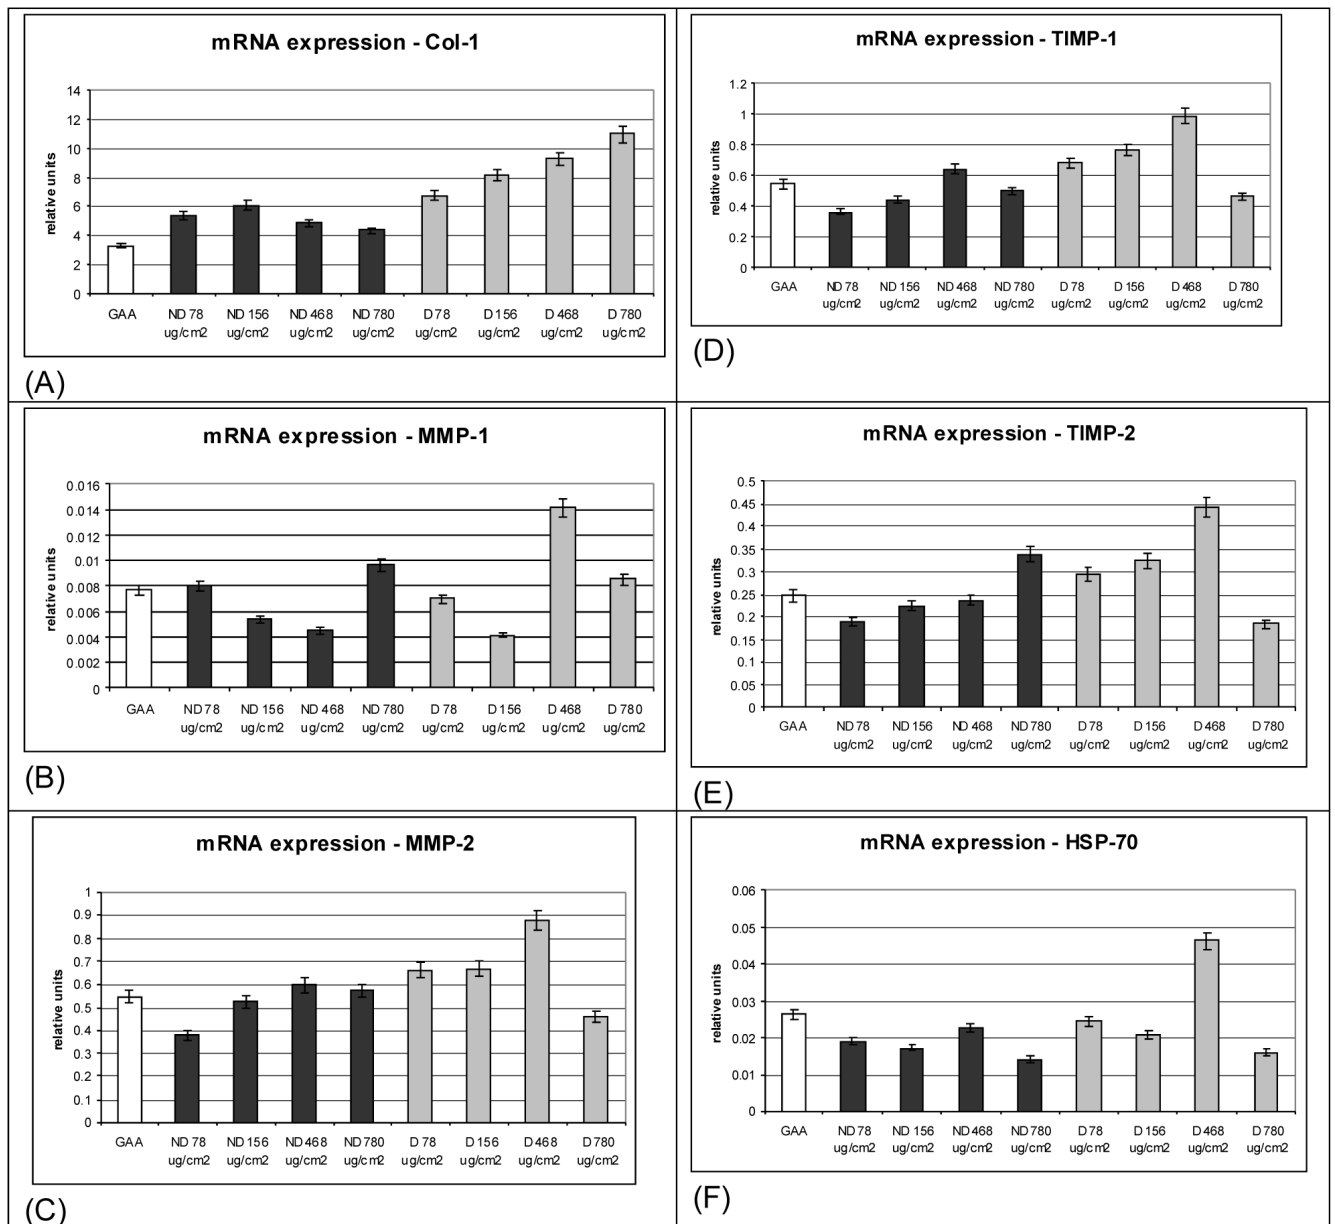 mRNA expression - Col-1
relative units
14
12
10
8
6
4
2
0
GAA ND 78 ND 156 ND 468 ND 780 D 78 D 156 D 468 D 780
ug/cm2 ug/cm2 ug/cm2 ug/cm2 ug/cm2 ug/cm2 ug/cm2 ug/cm2
(A)
mRNA expression - TIMP-1
relative units
1.2
1
0.8
0.6
0.4
0.2
0
GAA ND 78 ND 156 ND 468 ND 780 D 78 D 156 D 468 D 780
ug/cm2 ug/cm2 ug/cm2 ug/cm2 ug/cm2 ug/cm2 ug/cm2 ug/cm2
(D)
mRNA expression - MMP-1
relative units
0.016
0.014
0.012
0.01
0.008
0.006
0.004
0.002
0
GAA ND 78 ND 156 ND 468 ND 780 D 78 D 156 D 468 D 780
ug/cm2 ug/cm2 ug/cm2 ug/cm2 ug/cm2 ug/cm2 ug/cm2 ug/cm2
(B)
mRNA expression - TIMP-2
relative units
0.5
0.45
0.4
0.35
0.3
0.25
0.2
0.15
0.1
0.05
0
GAA ND 78 ND 156 ND 468 ND 780 D 78 D 156 D 468 D 780
ug/cm2 ug/cm2 ug/cm2 ug/cm2 ug/cm2 ug/cm2 ug/cm2 ug/cm2
(E)
mRNA expression - MMP-2
relative units
1
0.9
0.8
0.7
0.6
0.5
0.4
0.3
0.2
0.1
0
GAA ND 78 ND 156 ND 468 ND 780 D 78 D 156 D 468 D 780
ug/cm2 ug/cm2 ug/cm2 ug/cm2 ug/cm2 ug/cm2 ug/cm2 ug/cm2
(C)
mRNA expression - HSP-70
relative units
0.06
0.05
0.04
0.03
0.02
0.01
0
GAA ND 78 ND 156 ND 468 ND 780 D 78 D 156 D 468 D 780
ug/cm2 ug/cm2 ug/cm2 ug/cm2 ug/cm2 ug/cm2 ug/cm2 ug/cm2
(F)